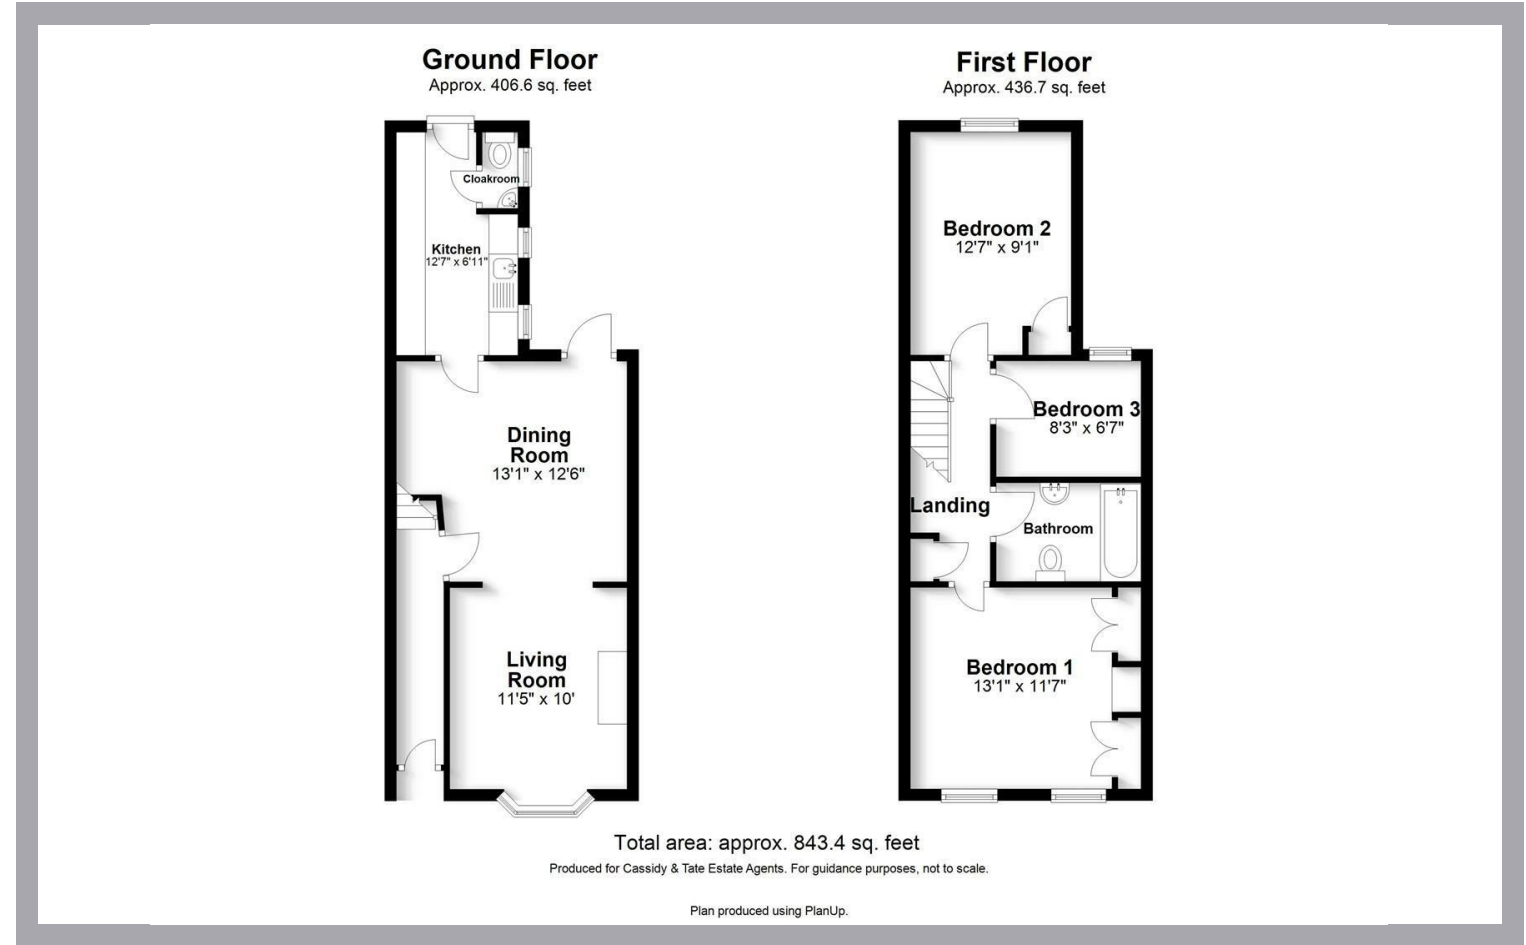 Ground Floor
Approx. 406.6 sq. feet
Cloakroom
Kitchen
12'7" x 6'11"
Dining
Room
13'1" x 12'6"
Living
Room
11'5" x 10'
First Floor
Approx. 436.7 sq. feet
Bedroom 2
12'7" x 9'1"
Bedroom 3
8'3" x 6'7"
Landing
Bathroom
Bedroom 1
13'1" x 11'7"
Total area: approx. 843.4 sq. feet
Produced for Cassidy & Tate Estate Agents. For guidance purposes, not to scale.
Plan produced using PlanUp.